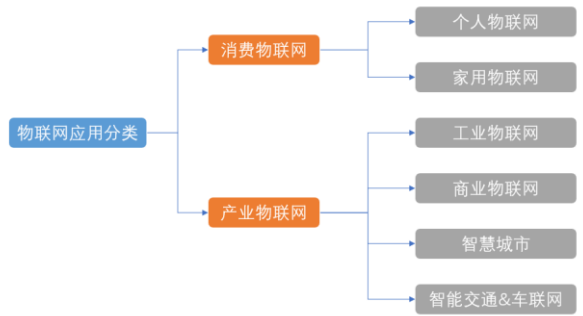 物联网应用分类
消费物联网
个人物联网
家用物联网
产业物联网
工业物联网
商业物联网
智慧城市
智能交通&车联网